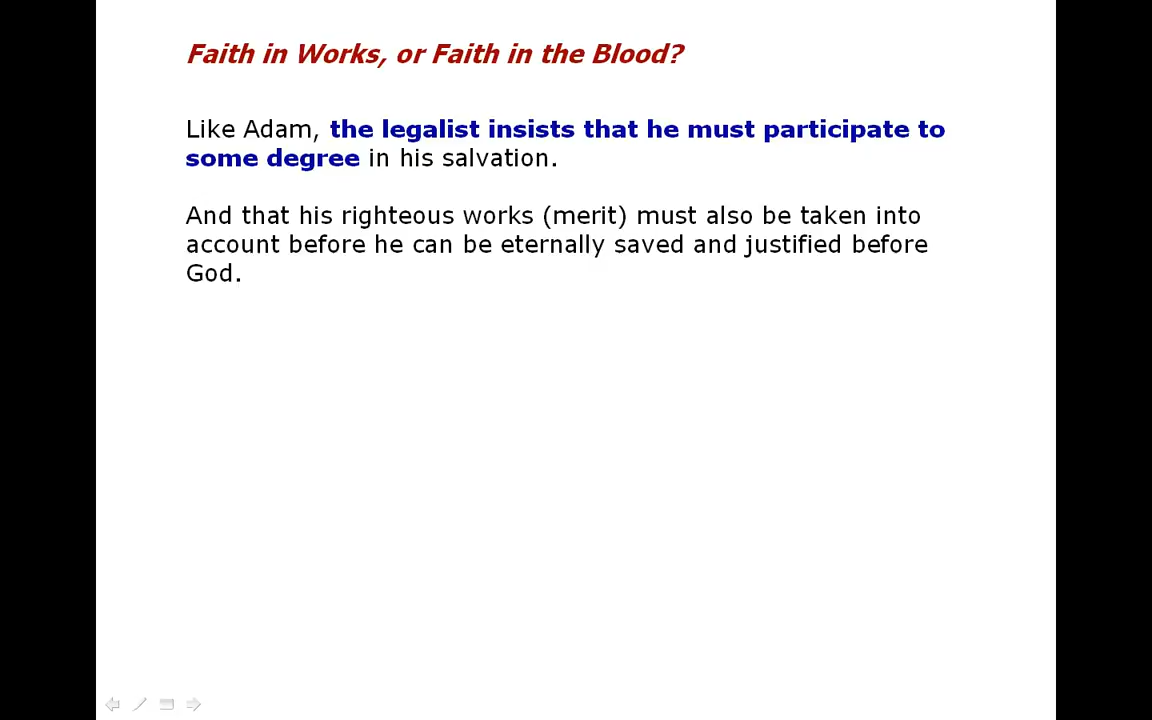 Faith in Works, or Faith in the Blood?
Like Adam, the legalist insists that he must participate to
some degree in his salvation.
And that his righteous works (merit) must also be taken into
account before he can be eternally saved and justified before
God.